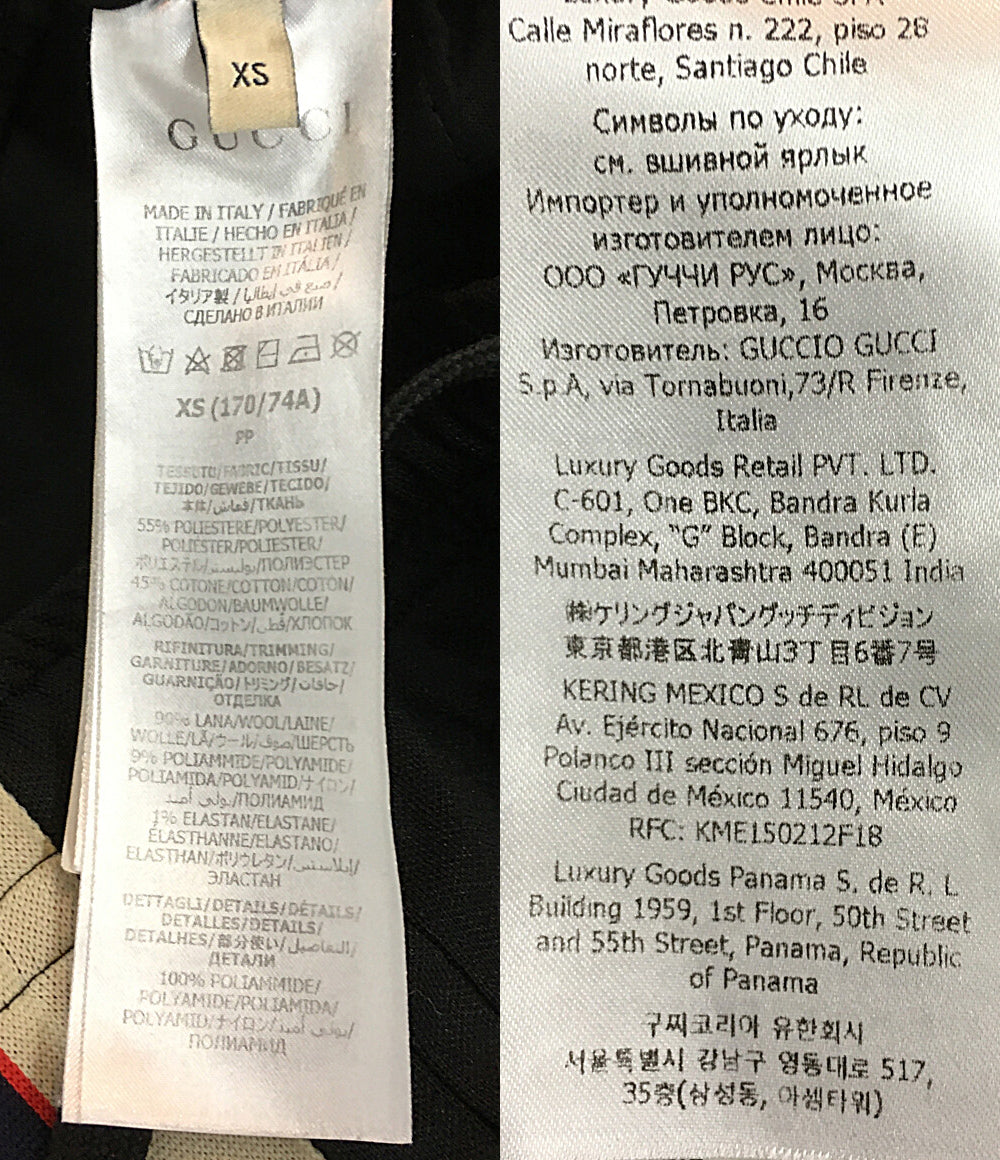 XS
GUCCI
MADE IN ITALY / FABRIQUÉ EN
ITALIE / HECHO EN ITALIA /
HERGESTELLT IN ITALIEN /
FABRICADO EM ITÁLIA /
イタリア製 / صنع في إيطاليا /
СДЕЛАНО В ИТАЛИИ
XS (170/74A)
PP
TESSUTO/FABRIC/TISSU/
TEJIDO/GEWEBE/TECIDO/
本体/قماش/ТКАНЬ
55% POLIESTERE/POLYESTER/
POLIÉSTER/POLIESTER/
ポリエステル/بوليستر/ПОЛИЭСТЕР
45% COTONE/COTTON/COTON/
ALGODON/BAUMWOLLE/
ALGODÃO/コットン/قطن/ХЛОПОК
RIFINITURA/TRIMMING/
GARNITURE/ADORNO/BESATZ/
GUARNIÇÃO/トリミング/حافات/
ОТДЕЛКА
90% LANA/WOOL/LAINE/
WOLLE/LÃ/ウール/صوف/ШЕРСТЬ
9% POLIAMMIDE/POLYAMIDE/
POLIAMIDA/POLYAMID/ナイロン/
بولي أميد/ПОЛИАМИД
1% ELASTAN/ELASTANE/
ÉLASTHANNE/ELASTANO/
ELASTHAN/ポリウレタン/إيلاستين/
ЭЛАСТАН
DETTAGLI/DETAILS/DÉTAILS/
DETALLES/DETAILS/
DETALHES/部分使い/التفاصيل/
ДЕТАЛИ
100% POLIAMMIDE/
POLYAMIDE/POLIAMIDA/
POLYAMID/ナイロン/بولي أميد/
ПОЛИАМИД
Calle Miraflores n. 222, piso 28
norte, Santiago Chile
Символы по уходу:
см. вшивной ярлык
Импортер и уполномоченное
изготовителем лицо:
ООО «ГУЧЧИ РУС», Москва,
Петровка, 16
Изготовитель: GUCCIO GUCCI
S.p.A, via Tornabuoni,73/R Firenze,
Italia
Luxury Goods Retail PVT. LTD.
C-601, One BKC, Bandra Kurla
Complex, "G" Block, Bandra (E)
Mumbai Maharashtra 400051 India
㈱ケリングジャパングッチディビジョン
東京都港区北青山3丁目6番7号
KERING MEXICO S de RL de CV
Av. Ejército Nacional 676, piso 9
Polanco III sección Miguel Hidalgo
Ciudad de México 11540, México
RFC: KME150212F18
Luxury Goods Panama S. de R. L
Building 1959, 1st Floor, 50th Street
and 55th Street, Panama, Republic
of Panama
구찌코리아 유한회사
서울특별시 강남구 영동대로 517,
35층(삼성동, 아셈타워)